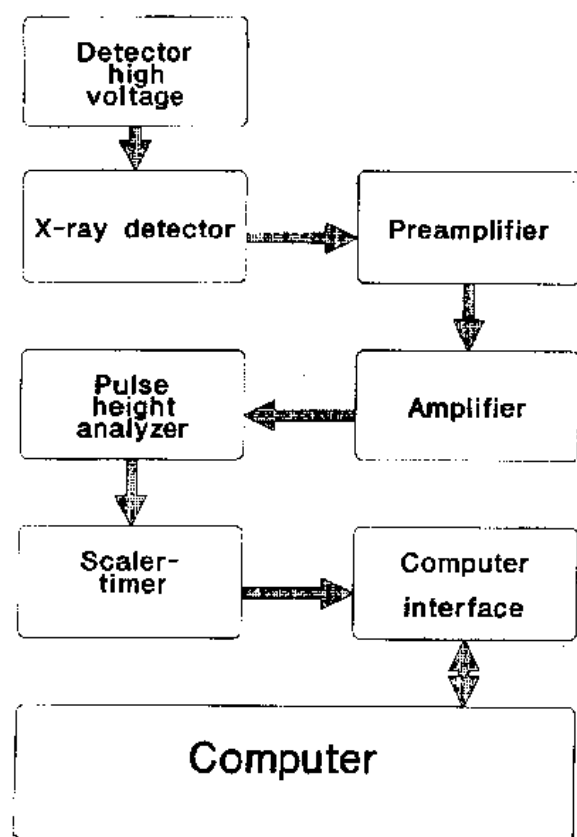 Detector
high
voltage
X-ray detector
Preamplifier
Pulse
height
analyzer
Amplifier
Scaler-
timer
Computer
interface
Computer